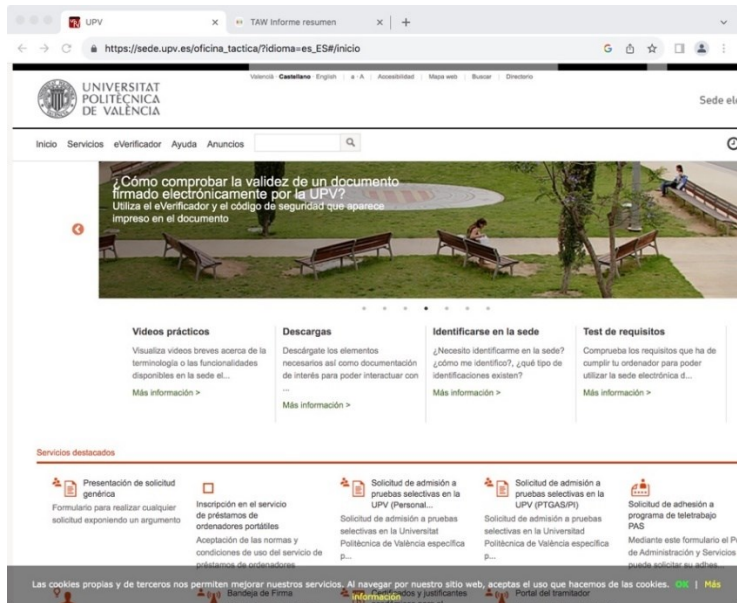 UPV
TAW Informe resumen
https://sede.upv.es/oficina_tactica/?idioma=es_ES#/inicio
Valencià Castellano English | a · A | Accesibilidad | Mapa web | Buscar | Directorio
UNIVERSITAT
POLITÈCNICA
DE VALÈNCIA
Sede ele
Inicio Servicios eVerificador Ayuda Anuncios
¿Cómo comprobar la validez de un documento
firmado electrónicamente por la UPV?
Utiliza el eVerificador y el código de seguridad que aparece
impreso en el documento
Videos prácticos
Visualiza videos breves acerca de la
terminología o las funcionalidades
disponibles en la sede el...
Más información >
Descargas
Descárgate los elementos
necesarios así como documentación
de interés para poder interactuar con
...
Más información >
Identificarse en la sede
¿Necesito identificarme en la sede?
¿cómo me identifico?, ¿qué tipo de
identificaciones existen?
Más información >
Test de requisitos
Comprueba los requisitos que ha de
cumplir tu ordenador para poder
utilizar la sede electrónica d...
Más información >
Servicios destacados
Presentación de solicitud
genérica
Formulario para realizar cualquier
solicitud exponiendo un argumento
Inscripción en el servicio
de préstamos de
ordenadores portátiles
Aceptación de las normas y
condiciones de uso del servicio de
préstamos de ordenadores
Solicitud de admisión a
pruebas selectivas en la
UPV (Personal...
Solicitud de admisión a pruebas
selectivas en la Universitat
Politècnica de València específica
p...
Solicitud de admisión a
pruebas selectivas en la
UPV (PTGAS/PI)
Solicitud de admisión a pruebas
selectivas en la Universitad
Politècnica de València específica
p...
Solicitud de adhesión a
programa de teletrabajo
PAS
Mediante este formulario el Pe
de Administración y Servicios
puede solicitar su adhes...
Las cookies propias y de terceros nos permiten mejorar nuestros servicios. Al navegar por nuestro sitio web, aceptas el uso que hacemos de las cookies. OK | Más
información
Bandeja de Firma
Certificados y justificantes
Portal del tramitador